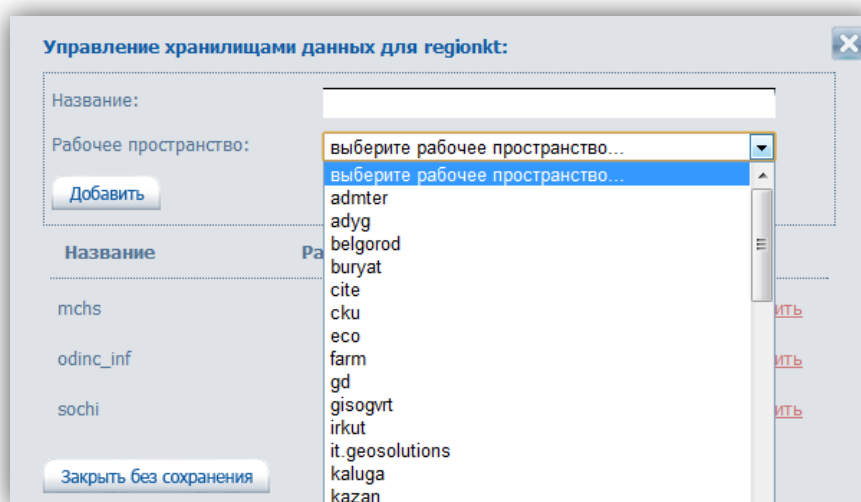 Управление хранилищами данных для regionkt:
Название:
Рабочее пространство:
выберите рабочее пространство...
выберите рабочее пространство...
Добавить
admter
adyg
Название
belgorod
buryat
cite
mchs
cku
eco
odinc_inf
farm
gd
sochi
gisogvrt
irkut
it.geosolutions
Закрыть без сохранения
kaluga
kazan